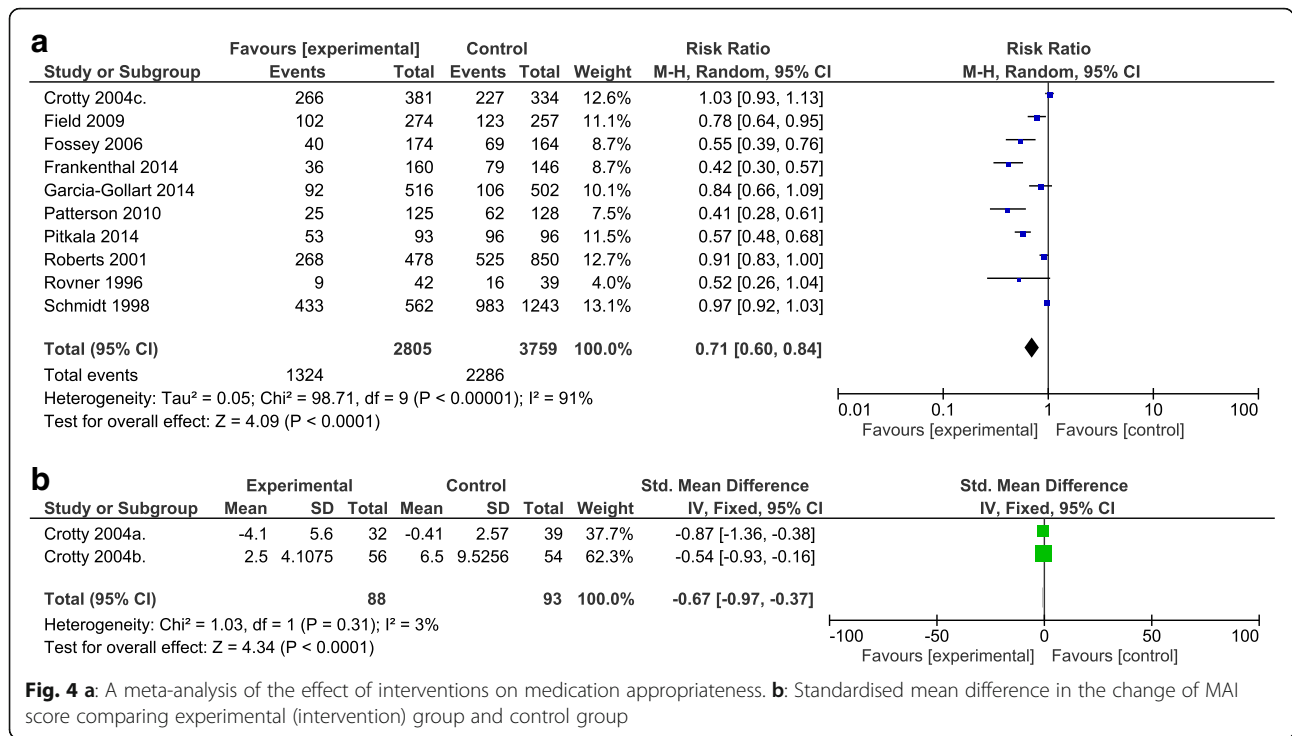 a
Favours [experimental] Control Risk Ratio Risk Ratio
Study or Subgroup Events Total Events Total Weight M-H, Random, 95% CI M-H, Random, 95% CI
Crotty 2004c. 266 381 227 334 12.6% 1.03 [0.93, 1.13]
Field 2009 102 274 123 257 11.1% 0.78 [0.64, 0.95]
Fossey 2006 40 174 69 164 8.7% 0.55 [0.39, 0.76]
Frankenthal 2014 36 160 79 146 8.7% 0.42 [0.30, 0.57]
Garcia-Gollart 2014 92 516 106 502 10.1% 0.84 [0.66, 1.09]
Patterson 2010 25 125 62 128 7.5% 0.41 [0.28, 0.61]
Pitkala 2014 53 93 96 96 11.5% 0.57 [0.48, 0.68]
Roberts 2001 268 478 525 850 12.7% 0.91 [0.83, 1.00]
Rovner 1996 9 42 16 39 4.0% 0.52 [0.26, 1.04]
Schmidt 1998 433 562 983 1243 13.1% 0.97 [0.92, 1.03]
Total (95% CI) 2805 3759 100.0% 0.71 [0.60, 0.84]
Total events 1324 2286
Heterogeneity: Tau² = 0.05; Chi² = 98.71, df = 9 (P < 0.00001); I² = 91%
Test for overall effect: Z = 4.09 (P < 0.0001)
0.01 0.1 1 10 100
Favours [experimental] Favours [control]
b
Experimental Control Std. Mean Difference Std. Mean Difference
Study or Subgroup Mean SD Total Mean SD Total Weight IV, Fixed, 95% CI IV, Fixed, 95% CI
Crotty 2004a. -4.1 5.6 32 -0.41 2.57 39 37.7% -0.87 [-1.36, -0.38]
Crotty 2004b. 2.5 4.1075 56 6.5 9.5256 54 62.3% -0.54 [-0.93, -0.16]
Total (95% CI) 88 93 100.0% -0.67 [-0.97, -0.37]
Heterogeneity: Chi² = 1.03, df = 1 (P = 0.31); I² = 3%
Test for overall effect: Z = 4.34 (P < 0.0001)
-100 -50 0 50 100
Favours [experimental] Favours [control]
Fig. 4 a: A meta-analysis of the effect of interventions on medication appropriateness. b: Standardised mean difference in the change of MAI
score comparing experimental (intervention) group and control group